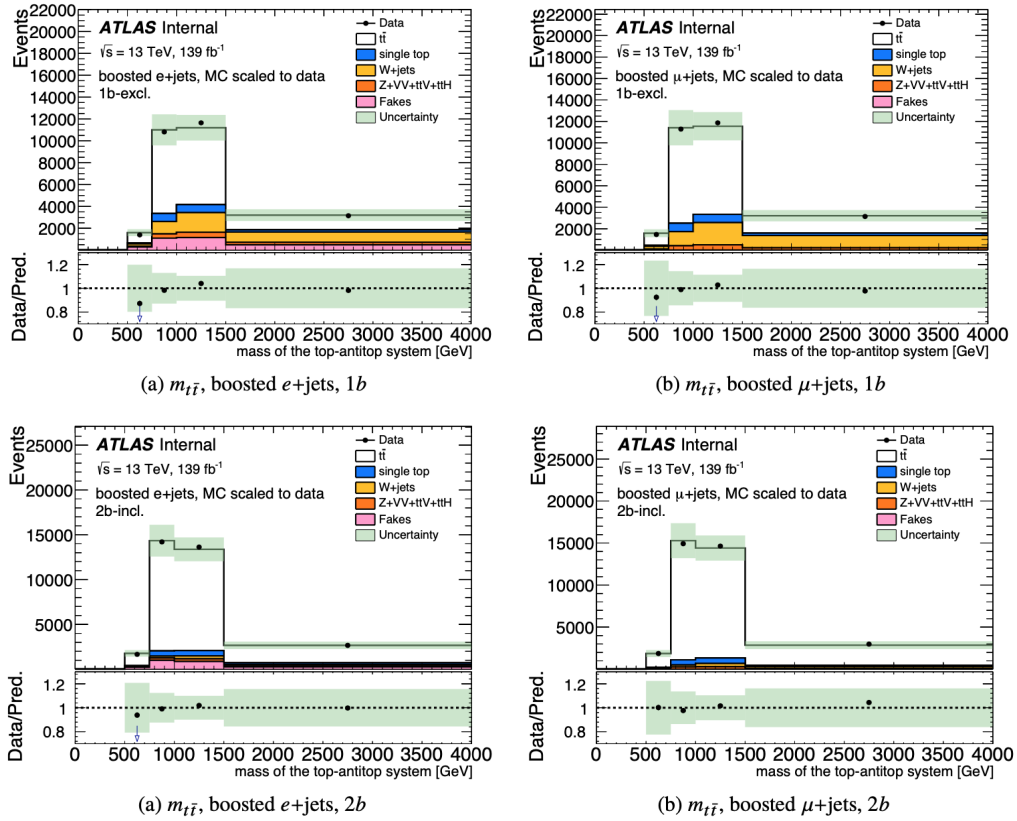 Events
22000
20000
18000
16000
14000
12000
10000
8000
6000
4000
2000
ATLAS Internal
√s = 13 TeV, 139 fb⁻¹
boosted e+jets, MC scaled to data
1b-excl.
Data
tt̄
single top
W+jets
Z+VV+ttV+ttH
Fakes
Uncertainty
Data/Pred.
1.2
1
0.8
0 500 1000 1500 2000 2500 3000 3500 4000
mass of the top-antitop system [GeV]
(a) m_{tt̄}, boosted e+jets, 1b
Events
22000
20000
18000
16000
14000
12000
10000
8000
6000
4000
2000
ATLAS Internal
√s = 13 TeV, 139 fb⁻¹
boosted μ+jets, MC scaled to data
1b-excl.
Data
tt̄
single top
W+jets
Z+VV+ttV+ttH
Fakes
Uncertainty
Data/Pred.
1.2
1
0.8
0 500 1000 1500 2000 2500 3000 3500 4000
mass of the top-antitop system [GeV]
(b) m_{tt̄}, boosted μ+jets, 1b
Events
25000
20000
15000
10000
5000
ATLAS Internal
√s = 13 TeV, 139 fb⁻¹
boosted e+jets, MC scaled to data
2b-incl.
Data
tt̄
single top
W+jets
Z+VV+ttV+ttH
Fakes
Uncertainty
Data/Pred.
1.2
1
0.8
0 500 1000 1500 2000 2500 3000 3500 4000
mass of the top-antitop system [GeV]
(a) m_{tt̄}, boosted e+jets, 2b
Events
25000
20000
15000
10000
5000
ATLAS Internal
√s = 13 TeV, 139 fb⁻¹
boosted μ+jets, MC scaled to data
2b-incl.
Data
tt̄
single top
W+jets
Z+VV+ttV+ttH
Fakes
Uncertainty
Data/Pred.
1.2
1
0.8
0 500 1000 1500 2000 2500 3000 3500 4000
mass of the top-antitop system [GeV]
(b) m_{tt̄}, boosted μ+jets, 2b